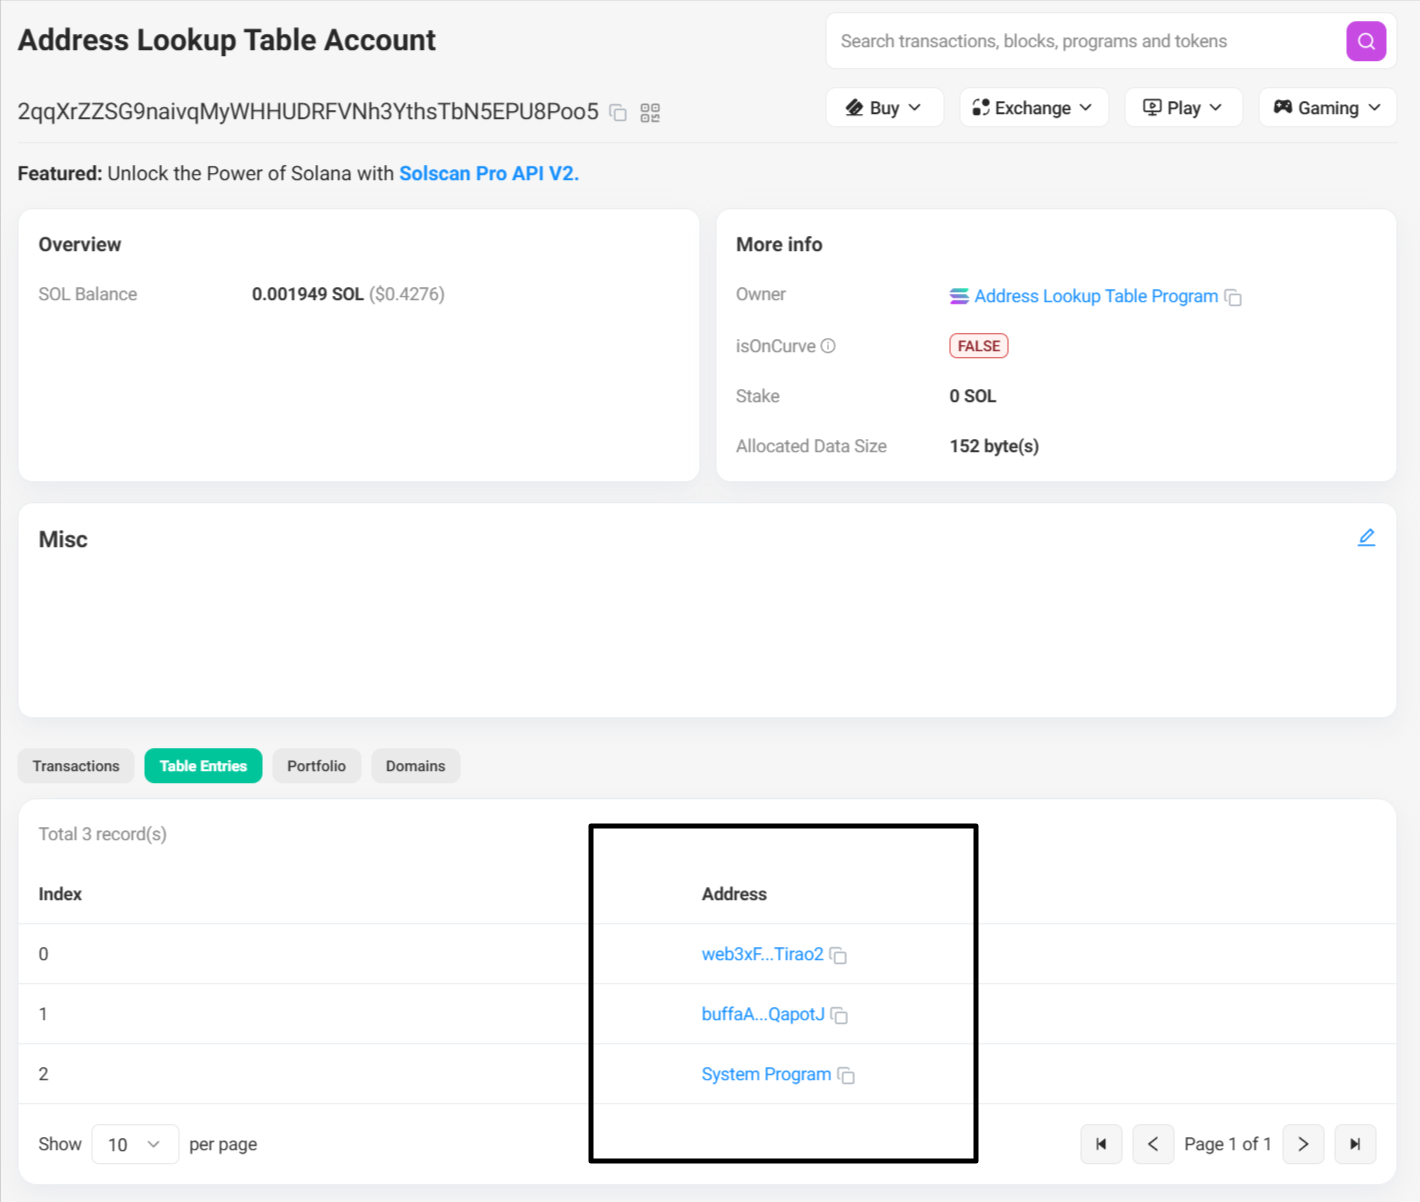 Address Lookup Table Account
Search transactions, blocks, programs and tokens
2qqXrZZSG9naivqMyWHHUDRFVNh3YthsTbN5EPU8Poo5
Buy
Exchange
Play
Gaming
Featured: Unlock the Power of Solana with Solscan Pro API V2.
Overview
SOL Balance 0.001949 SOL ($0.4276)
More info
Owner Address Lookup Table Program
isOnCurve FALSE
Stake 0 SOL
Allocated Data Size 152 byte(s)
Misc
Transactions Table Entries Portfolio Domains
Total 3 record(s)
Index Address
0 web3xF...Tirao2
1 buffaA...QapotJ
2 System Program
Show 10 per page
Page 1 of 1